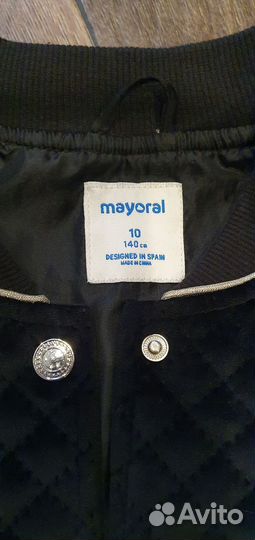 mayoral
10
140 cm
DESIGNED IN SPAIN
MADE IN CHINA
Avito